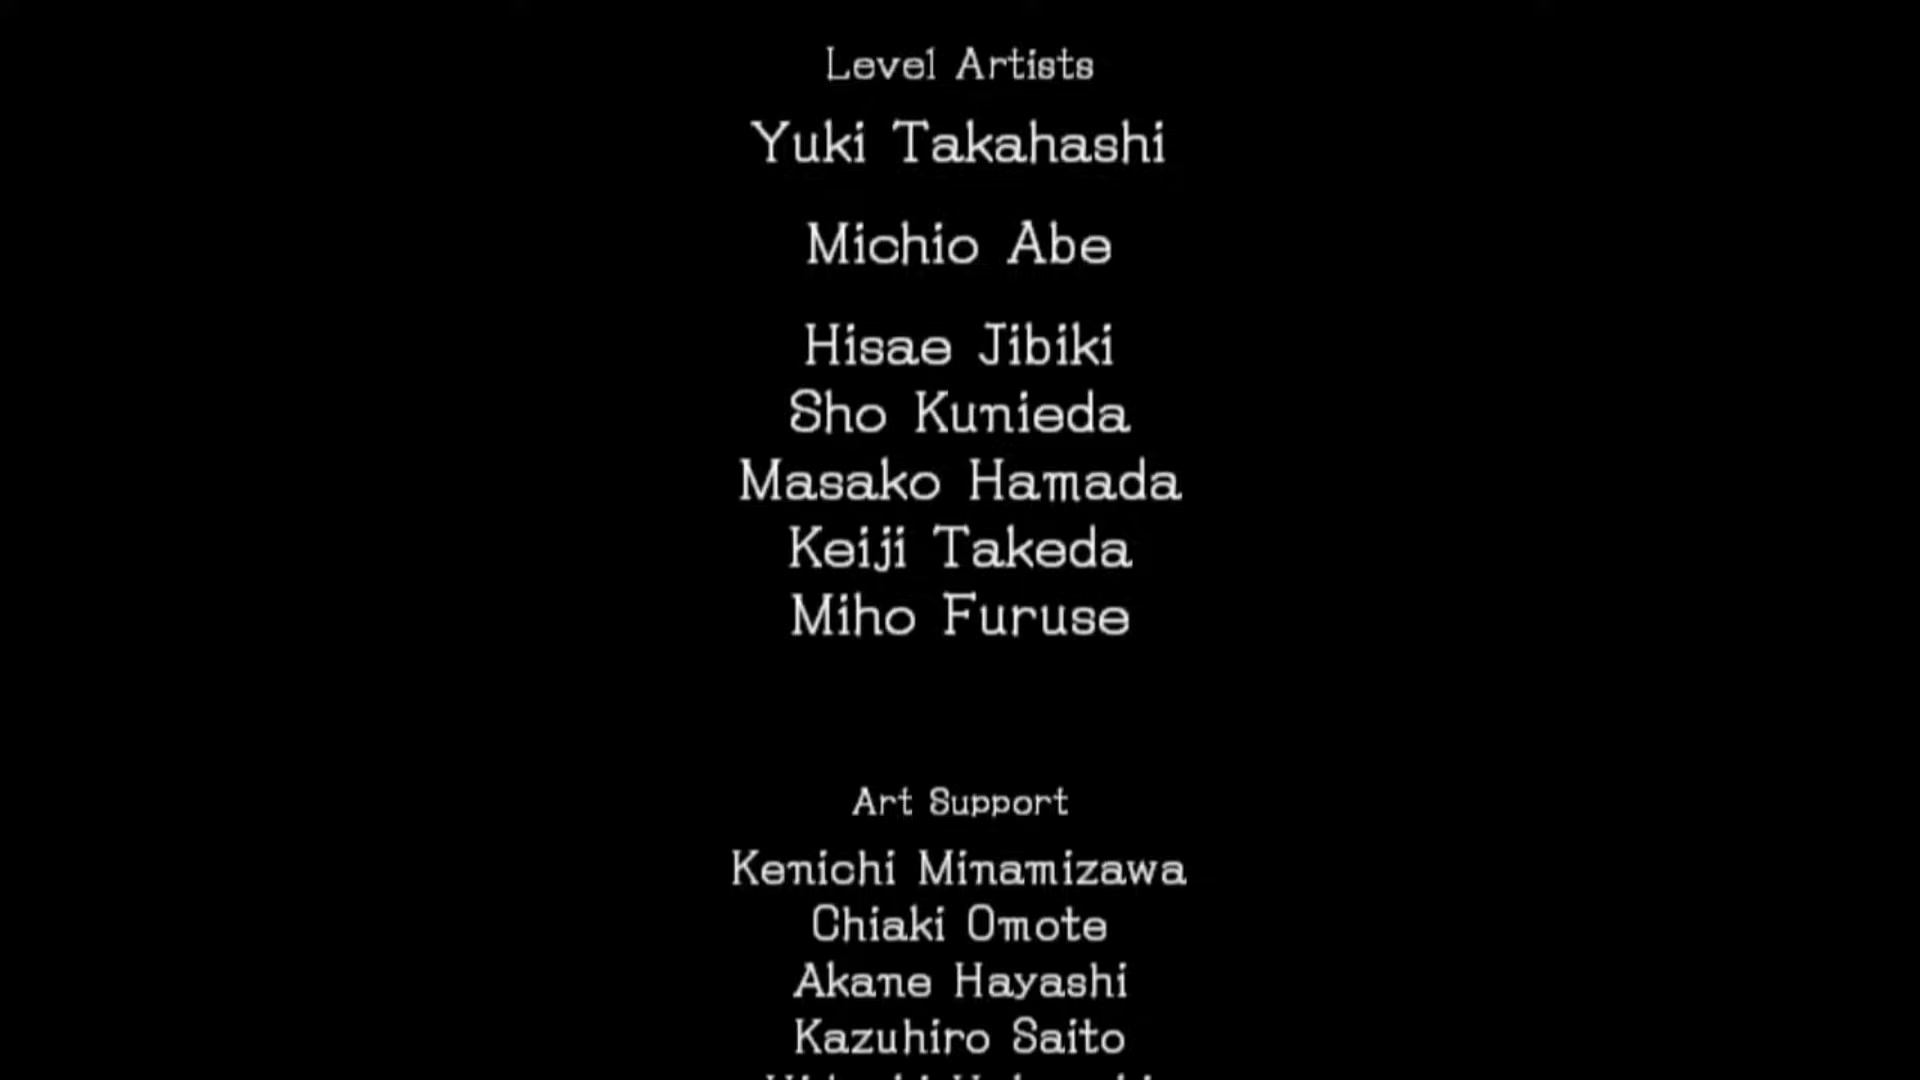 Level Artists
Yuki Takahashi
Michio Abe
Hisae Jibiki
Sho Kunieda
Masako Hamada
Keiji Takeda
Miho Furuse
Art Support
Kenichi Minamizawa
Chiaki Omote
Akane Hayashi
Kazuhiro Saito